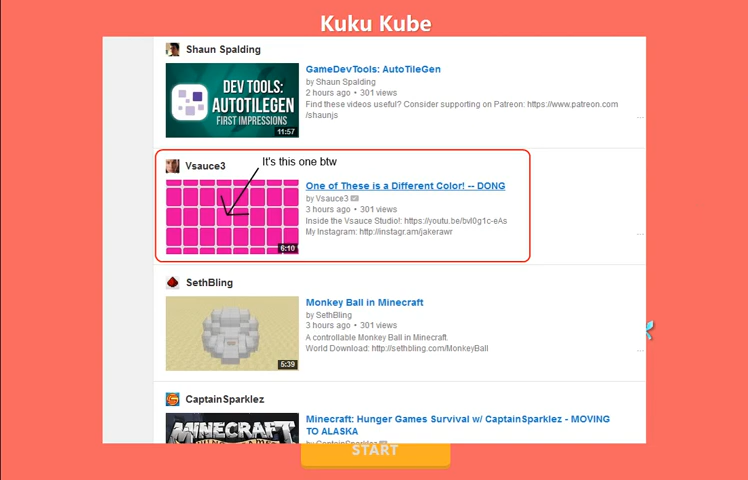 Kuku Kube
Shaun Spalding
DEV TOOLS:
AUTOTILEGEN
FIRST IMPRESSIONS
11:57
GameDevTools: AutoTileGen
by Shaun Spalding
2 hours ago • 301 views
Find these videos useful? Consider supporting on Patreon: https://www.patreon.com
/shaunjs
...
Vsauce3
It's this one btw
6:10
One of These is a Different Color! -- DONG
by Vsauce3
3 hours ago • 301 views
Inside the Vsauce Studio!: https://youtu.be/bvl0g1c-eAs
My Instagram: http://instagr.am/jakerawr
...
SethBling
5:39
Monkey Ball in Minecraft
by SethBling
3 hours ago • 301 views
A controllable Monkey Ball in Minecraft.
World Download: http://sethbling.com/MonkeyBall
...
CaptainSparklez
MINECRAFT
Minecraft: Hunger Games Survival w/ CaptainSparklez - MOVING
TO ALASKA
by CaptainSparklez
START